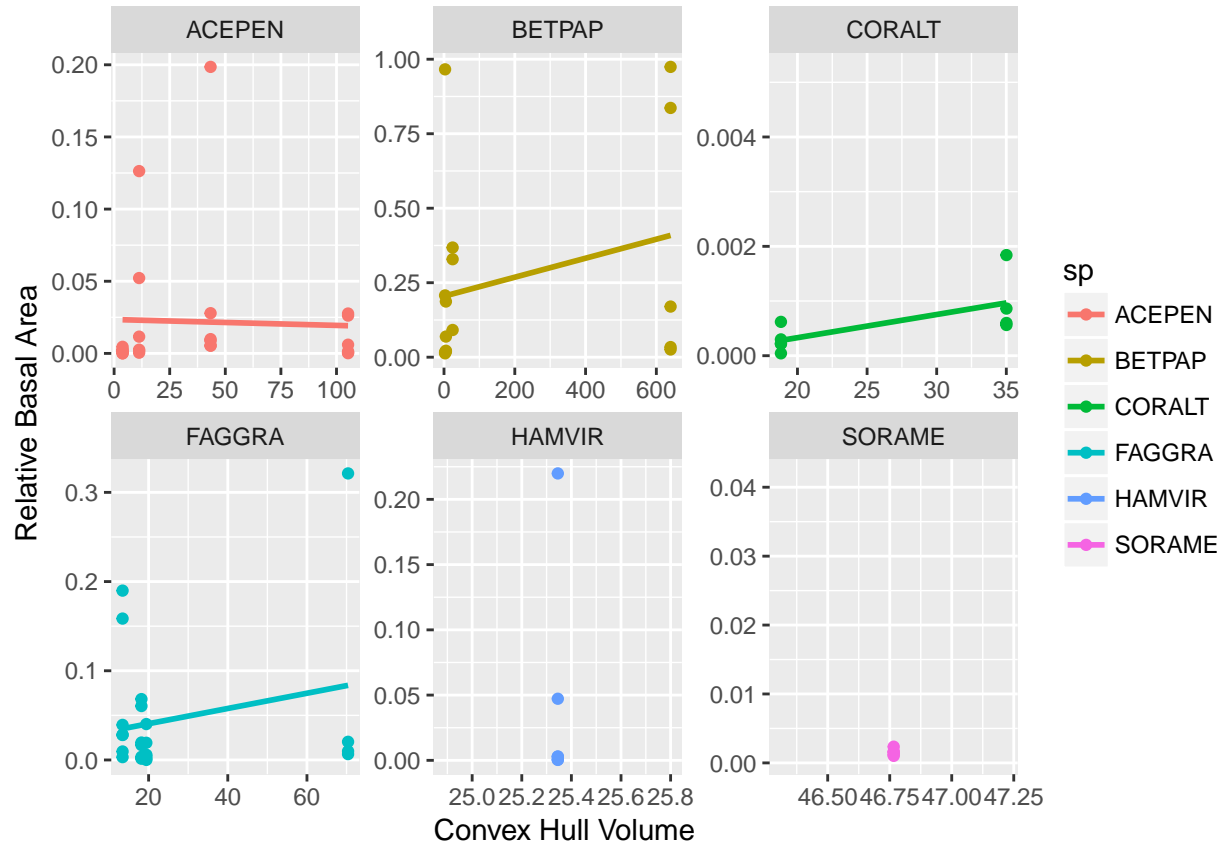 ACEPEN BETPAP CORALT
0.20 0.15 0.10 0.05 0.00
0 25 50 75 100
1.00 0.75 0.50 0.25 0.00
0 200 400 600
0.004 0.002 0.000
20 25 30 35
FAGGRA HAMVIR SORAME
0.3 0.2 0.1 0.0
20 40 60
0.20 0.15 0.10 0.05 0.00
25.0 25.2 25.4 25.6 25.8
0.04 0.03 0.02 0.01 0.00
46.50 46.75 47.00 47.25
Relative Basal Area
Convex Hull Volume
sp
ACEPEN
BETPAP
CORALT
FAGGRA
HAMVIR
SORAME